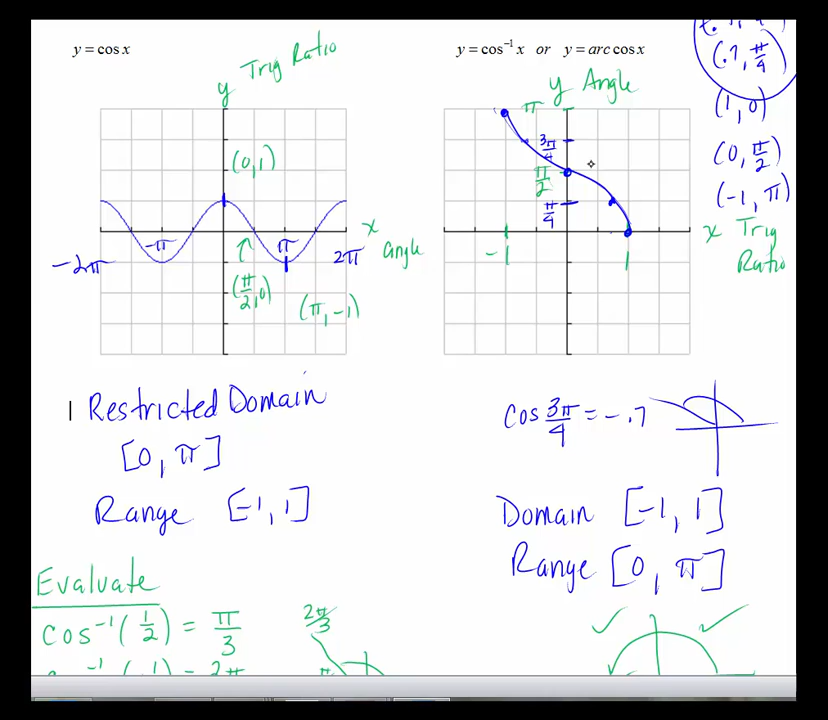 y = cos x
y = cos⁻¹ x or y = arc cos x
y Trig Ratio
y Angle
(.7, π/4)
(1, 0)
(0, π/2)
(-1, π)
(0, 1)
π
3π/4
π/2
π/4
-2π
-π
π
2π
x angle
(π/2, 0)
(π, -1)
-1
1
x Trig Ratio
Restricted Domain
[0, π]
Range [-1, 1]
cos 3π/4 = -.7
Domain [-1, 1]
Range [0, π]
Evaluate
cos⁻¹(1/2) = π/3
2π/3